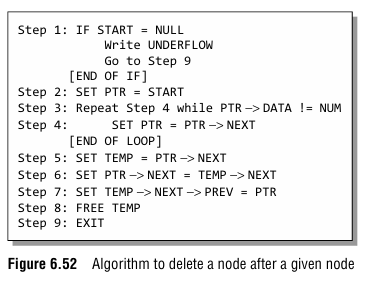 Step 1: IF START = NULL
Write UNDERFLOW
Go to Step 9
[END OF IF]
Step 2: SET PTR = START
Step 3: Repeat Step 4 while PTR->DATA != NUM
Step 4: SET PTR = PTR->NEXT
[END OF LOOP]
Step 5: SET TEMP = PTR->NEXT
Step 6: SET PTR->NEXT = TEMP->NEXT
Step 7: SET TEMP->NEXT->PREV = PTR
Step 8: FREE TEMP
Step 9: EXIT
Figure 6.52 Algorithm to delete a node after a given node